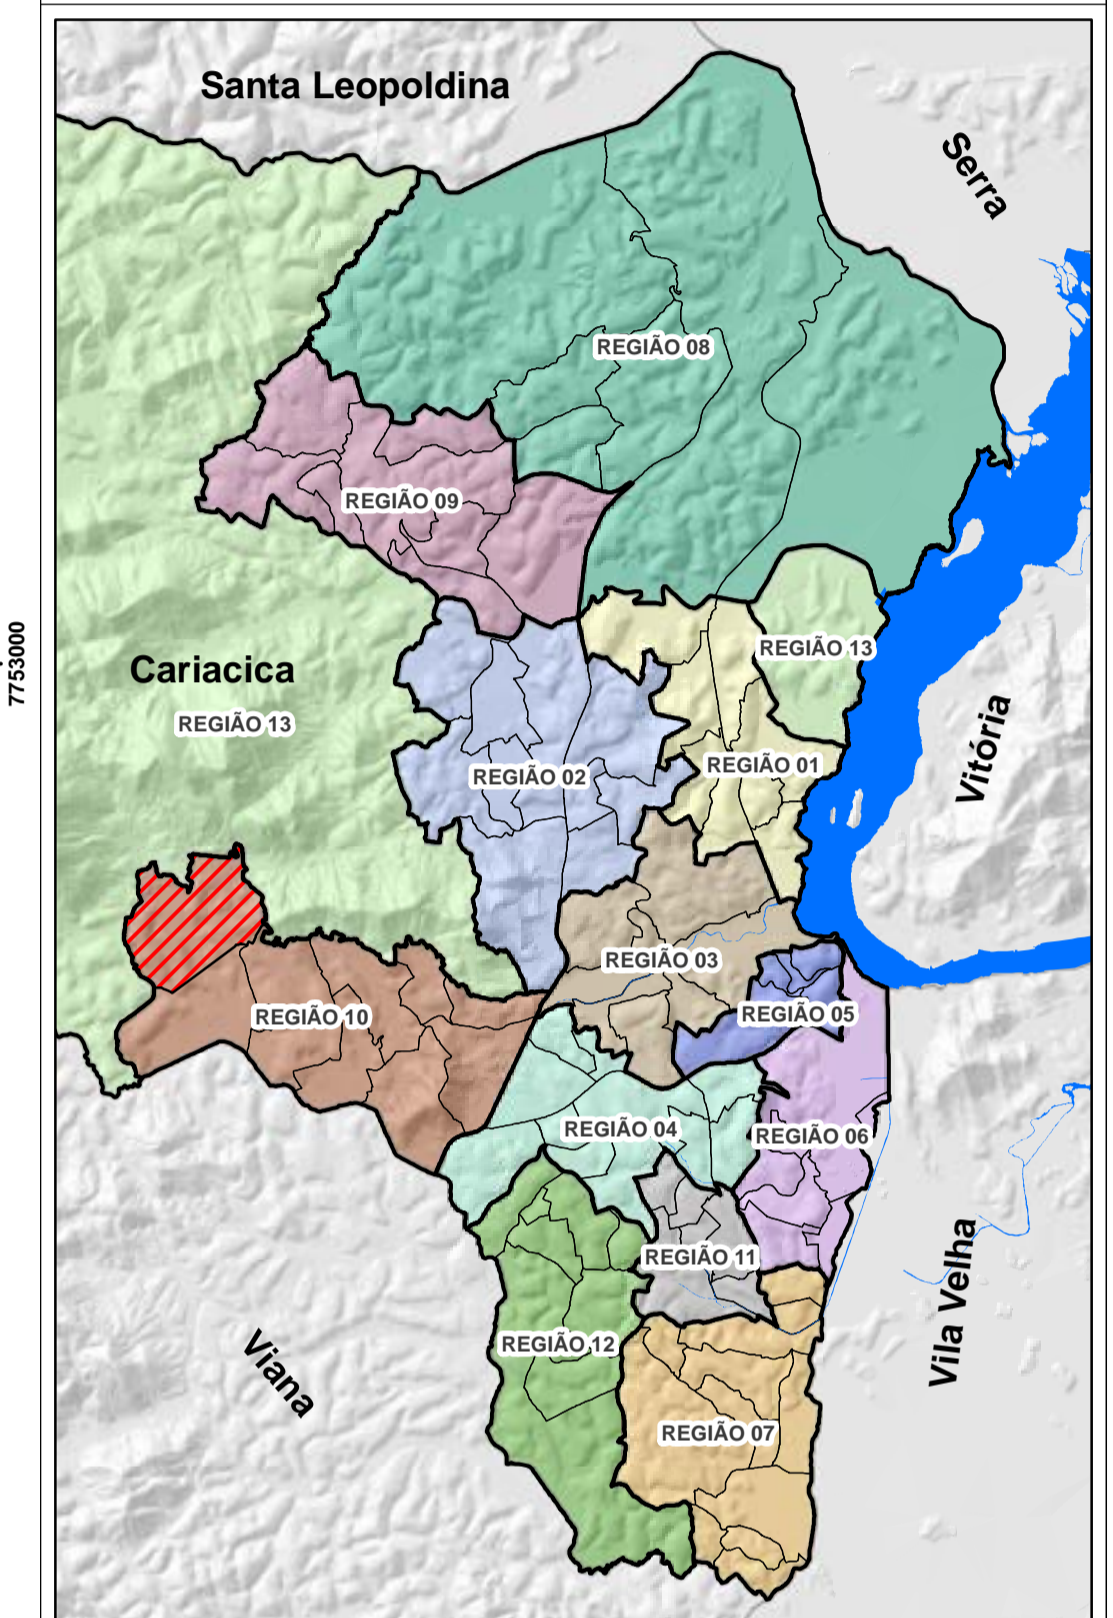 Santa Leopoldina
Serra
REGIÃO 08
REGIÃO 09
7753000
REGIÃO 13
Cariacica
REGIÃO 13
Vitória
REGIÃO 01
REGIÃO 02
REGIÃO 03
REGIÃO 05
REGIÃO 10
REGIÃO 04
REGIÃO 06
REGIÃO 11
Vila Velha
REGIÃO 12
Viana
REGIÃO 07